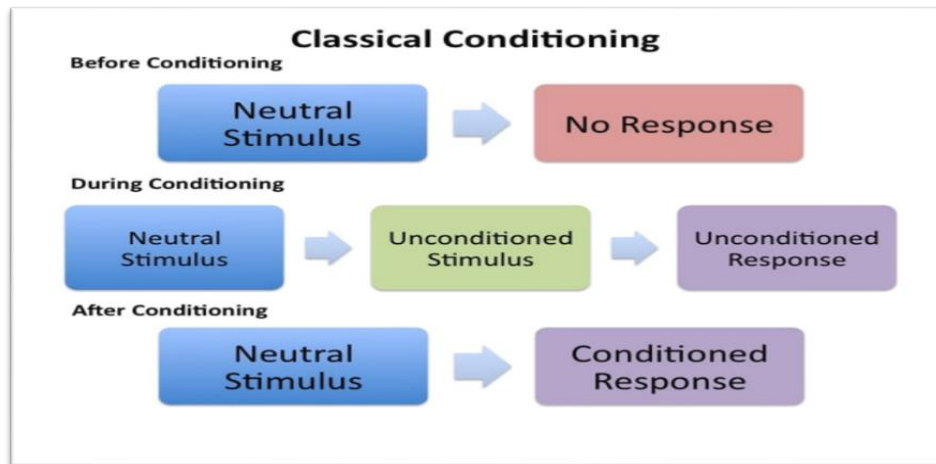 Classical Conditioning
Before Conditioning
Neutral
Stimulus
No Response
During Conditioning
Neutral
Stimulus
Unconditioned
Stimulus
Unconditioned
Response
After Conditioning
Neutral
Stimulus
Conditioned
Response